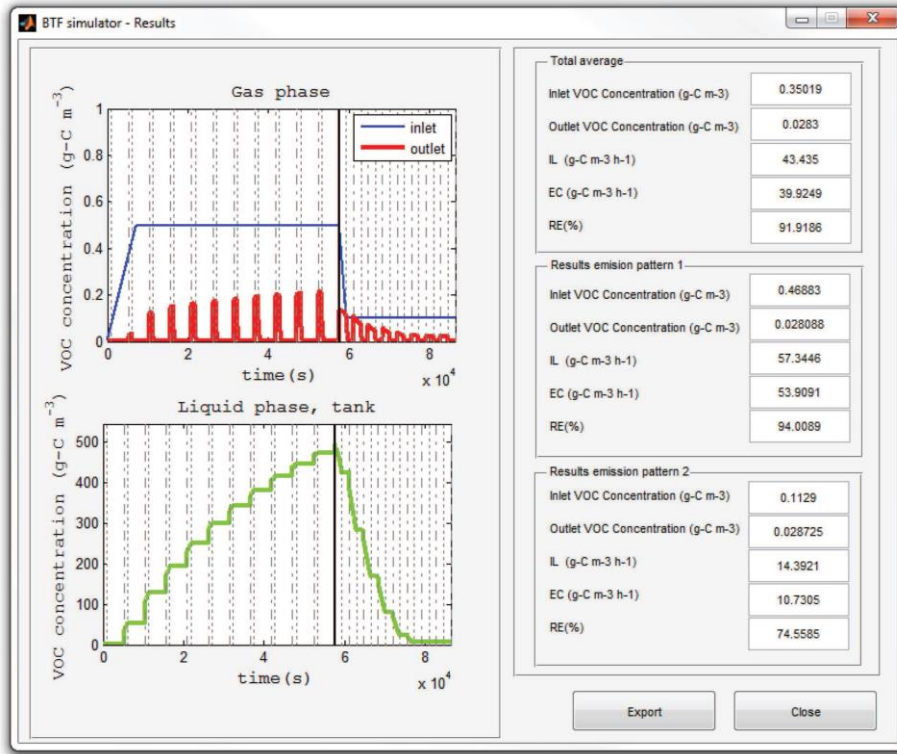 BTF simulator - Results
Gas phase
VOC concentration (g-C m-3)
1
0.8
0.6
0.4
0.2
0
0 2 4 6 8
time(s)
x 10^4
inlet
outlet
Liquid phase, tank
VOC concentration (g-C m-3)
500
400
300
200
100
0
0 2 4 6 8
time(s)
x 10^4
Total average
Inlet VOC Concentration (g-C m-3) 0.35019
Outlet VOC Concentration (g-C m-3) 0.0283
IL (g-C m-3 h-1) 43.435
EC (g-C m-3 h-1) 39.9249
RE(%) 91.9186
Results emision pattern 1
Inlet VOC Concentration (g-C m-3) 0.46883
Outlet VOC Concentration (g-C m-3) 0.028088
IL (g-C m-3 h-1) 57.3446
EC (g-C m-3 h-1) 53.9091
RE(%) 94.0089
Results emission pattern 2
Inlet VOC Concentration (g-C m-3) 0.1129
Outlet VOC Concentration (g-C m-3) 0.028725
IL (g-C m-3 h-1) 14.3921
EC (g-C m-3 h-1) 10.7305
RE(%) 74.5585
Export
Close